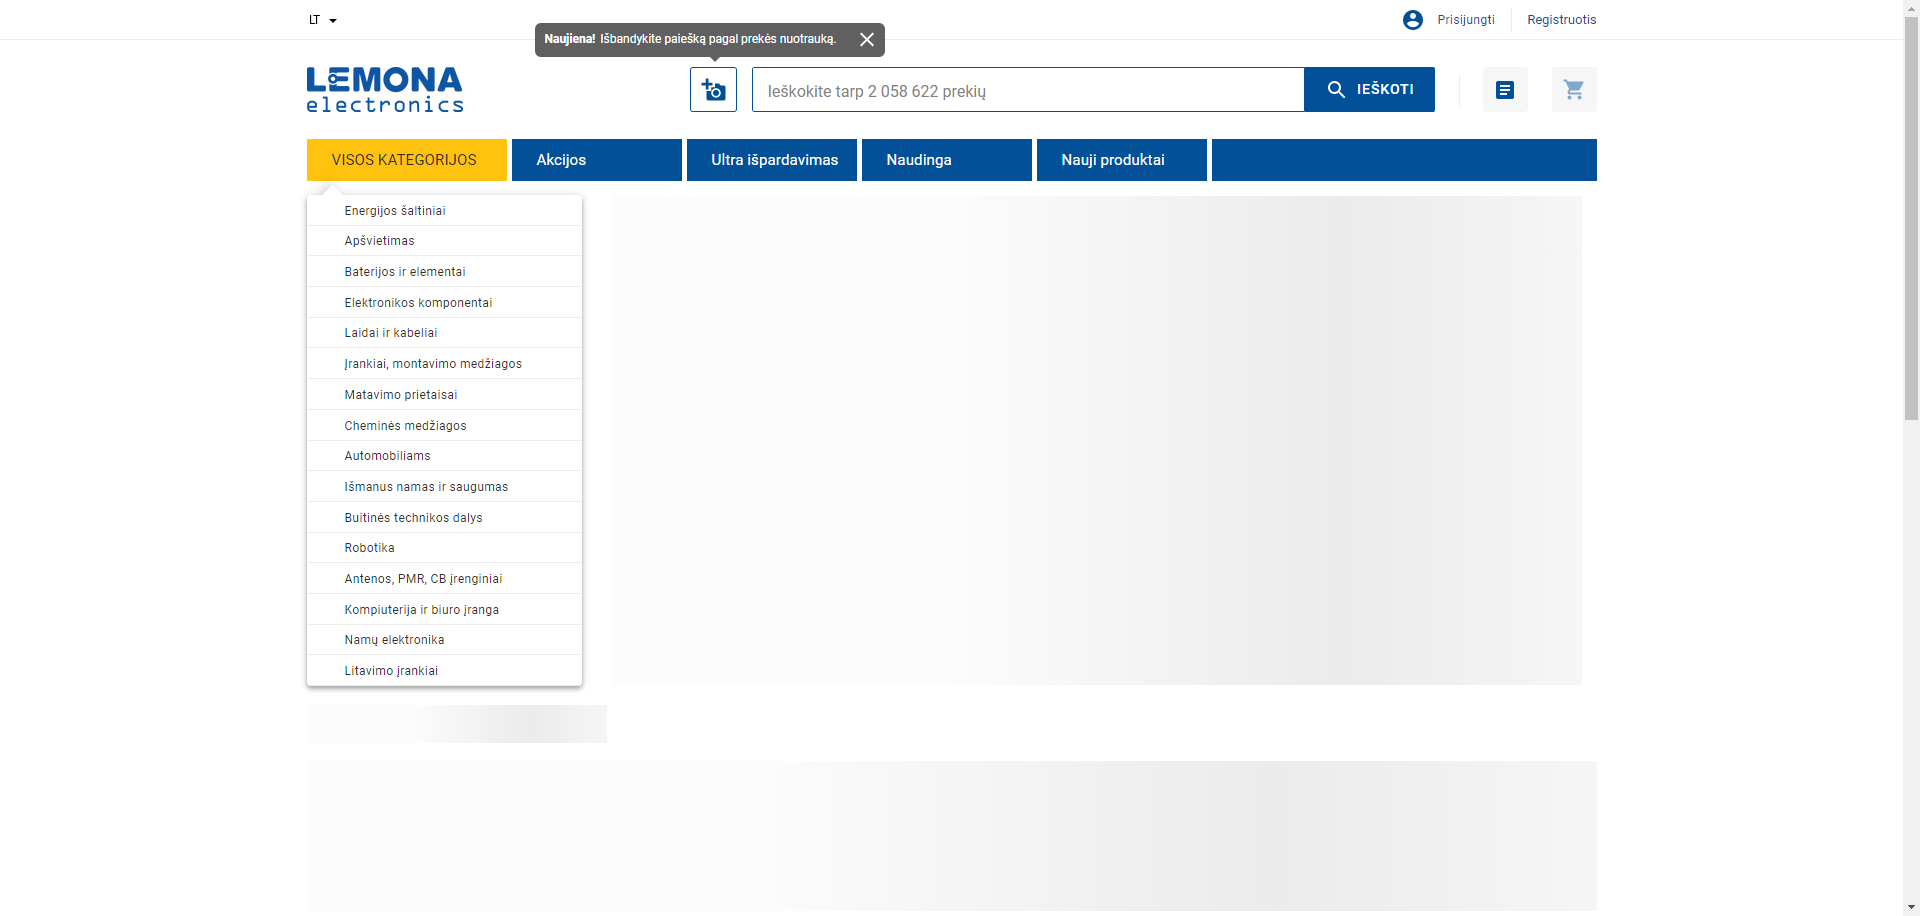 LT
Naujiena! Išbandykite paiešką pagal prekės nuotrauką.
Prisijungti
Registruotis
LEMONA
electronics
Ieškokite tarp 2 058 622 prekių
IEŠKOTI
VISOS KATEGORIJOS
Akcijos
Ultra išpardavimas
Naudinga
Nauji produktai
Energijos šaltiniai
Apšvietimas
Baterijos ir elementai
Elektronikos komponentai
Laidai ir kabeliai
Įrankiai, montavimo medžiagos
Matavimo prietaisai
Cheminės medžiagos
Automobiliams
Išmanus namas ir saugumas
Buitinės technikos dalys
Robotika
Antenos, PMR, CB įrenginiai
Kompiuterija ir biuro įranga
Namų elektronika
Litavimo įrankiai